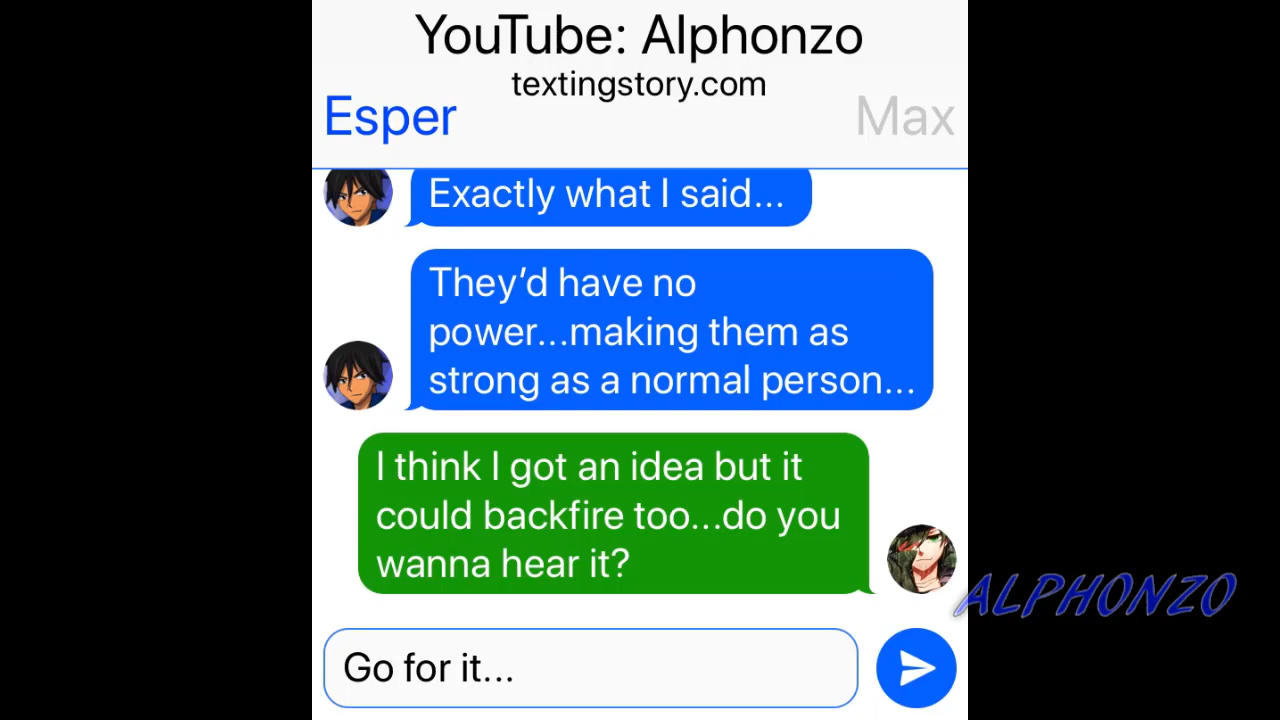 YouTube: Alphonzo
textingstory.com
Esper
Max
Exactly what I said...
They’d have no
power...making them as
strong as a normal person...
I think I got an idea but it
could backfire too...do you
wanna hear it?
ALPHONZO
Go for it...